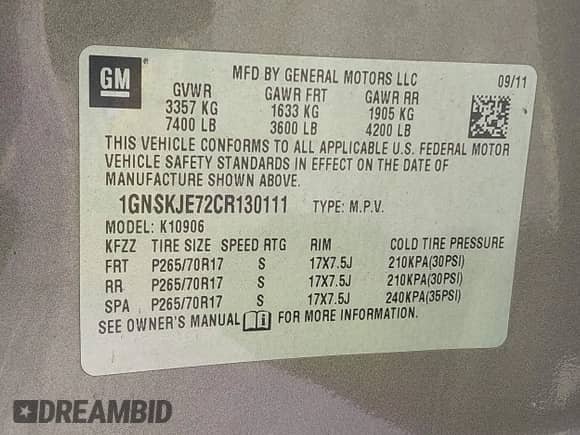 GM
MFD BY GENERAL MOTORS LLC 09/11
GVWR GAWR FRT GAWR RR
3357 KG 1633 KG 1905 KG
7400 LB 3600 LB 4200 LB
THIS VEHICLE CONFORMS TO ALL APPLICABLE U.S. FEDERAL MOTOR
VEHICLE SAFETY STANDARDS IN EFFECT ON THE DATE OF
MANUFACTURE SHOWN ABOVE.
1GNSKJE72CR130111 TYPE: M.P.V.
MODEL: K10906
KFZZ TIRE SIZE SPEED RTG RIM COLD TIRE PRESSURE
FRT P265/70R17 S 17X7.5J 210KPA(30PSI)
RR P265/70R17 S 17X7.5J 210KPA(30PSI)
SPA P265/70R17 S 17X7.5J 240KPA(35PSI)
SEE OWNER'S MANUAL FOR MORE INFORMATION.
DREAMBID